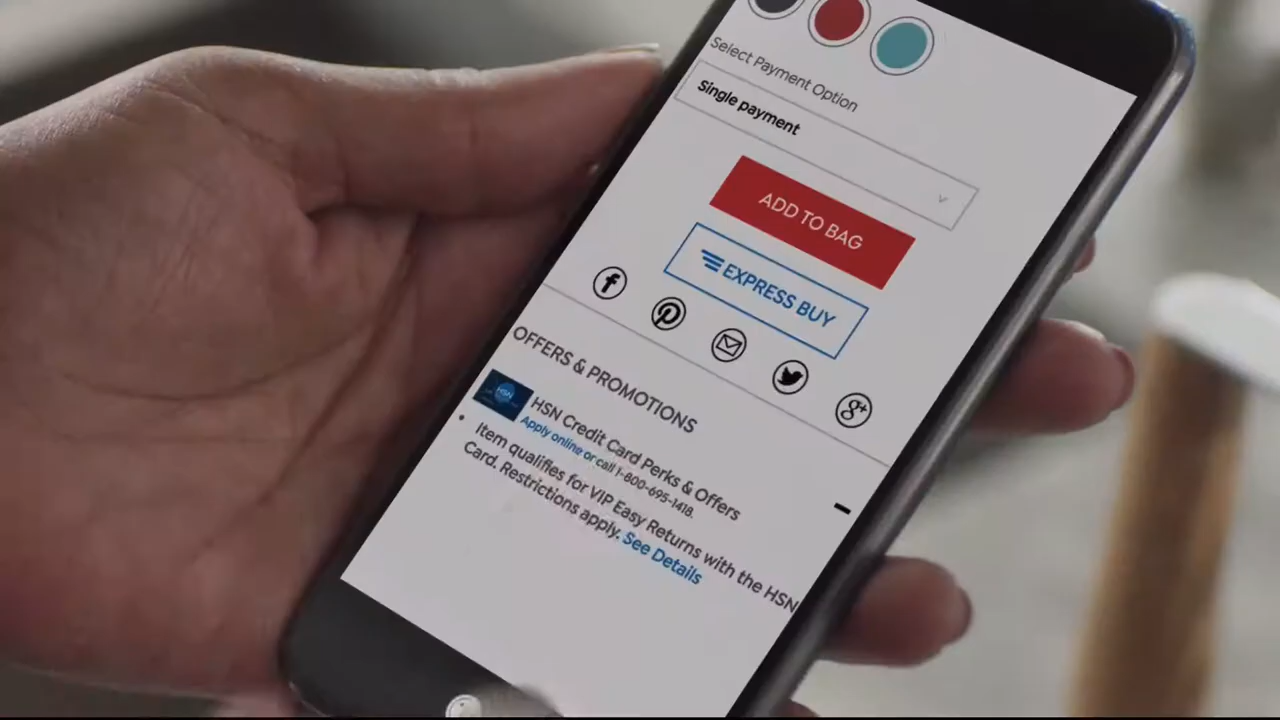 Select Payment Option
Single payment
ADD TO BAG
EXPRESS BUY
f
g+
OFFERS & PROMOTIONS
HSN
HSN Credit Card Perks & Offers
Apply online or call 1-800-695-1418.
Item qualifies for VIP Easy Returns with the HSN
Card. Restrictions apply. See Details